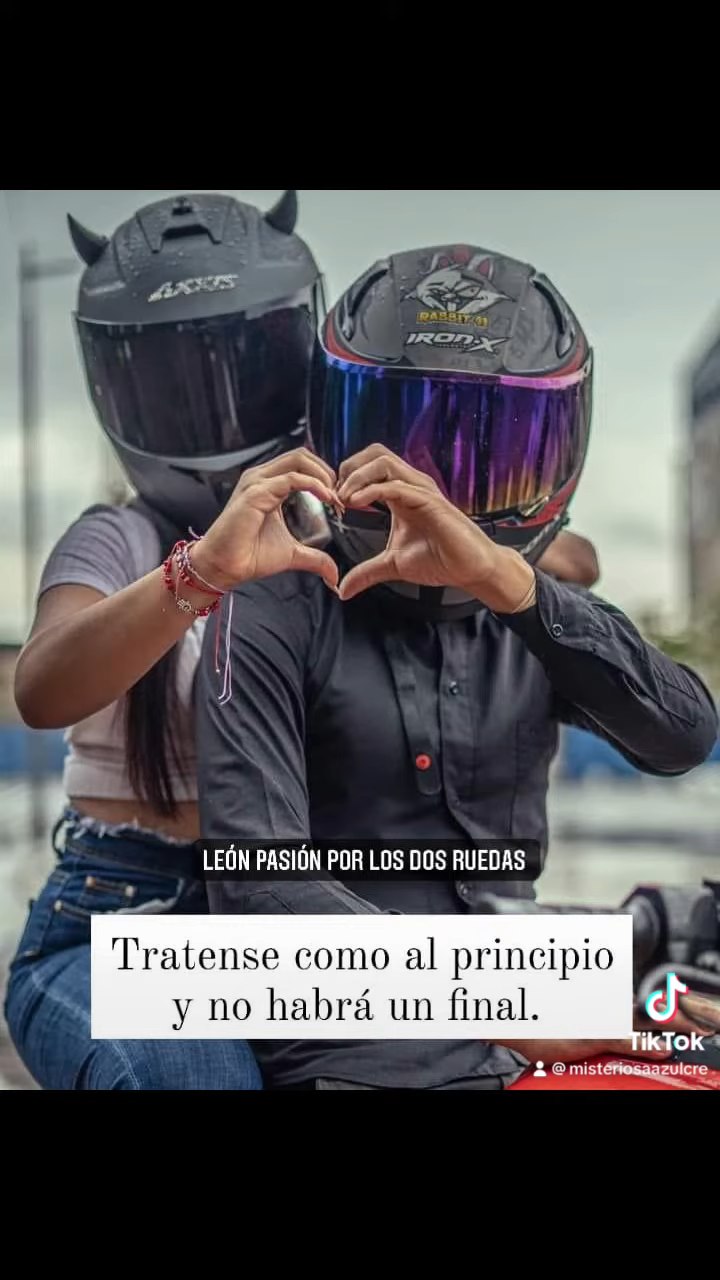 AXXIS
RABBIT-41
IRON-X
LEÓN PASIÓN POR LOS DOS RUEDAS
Tratense como al principio
y no habrá un final.
TikTok
@misteriosaazulcre